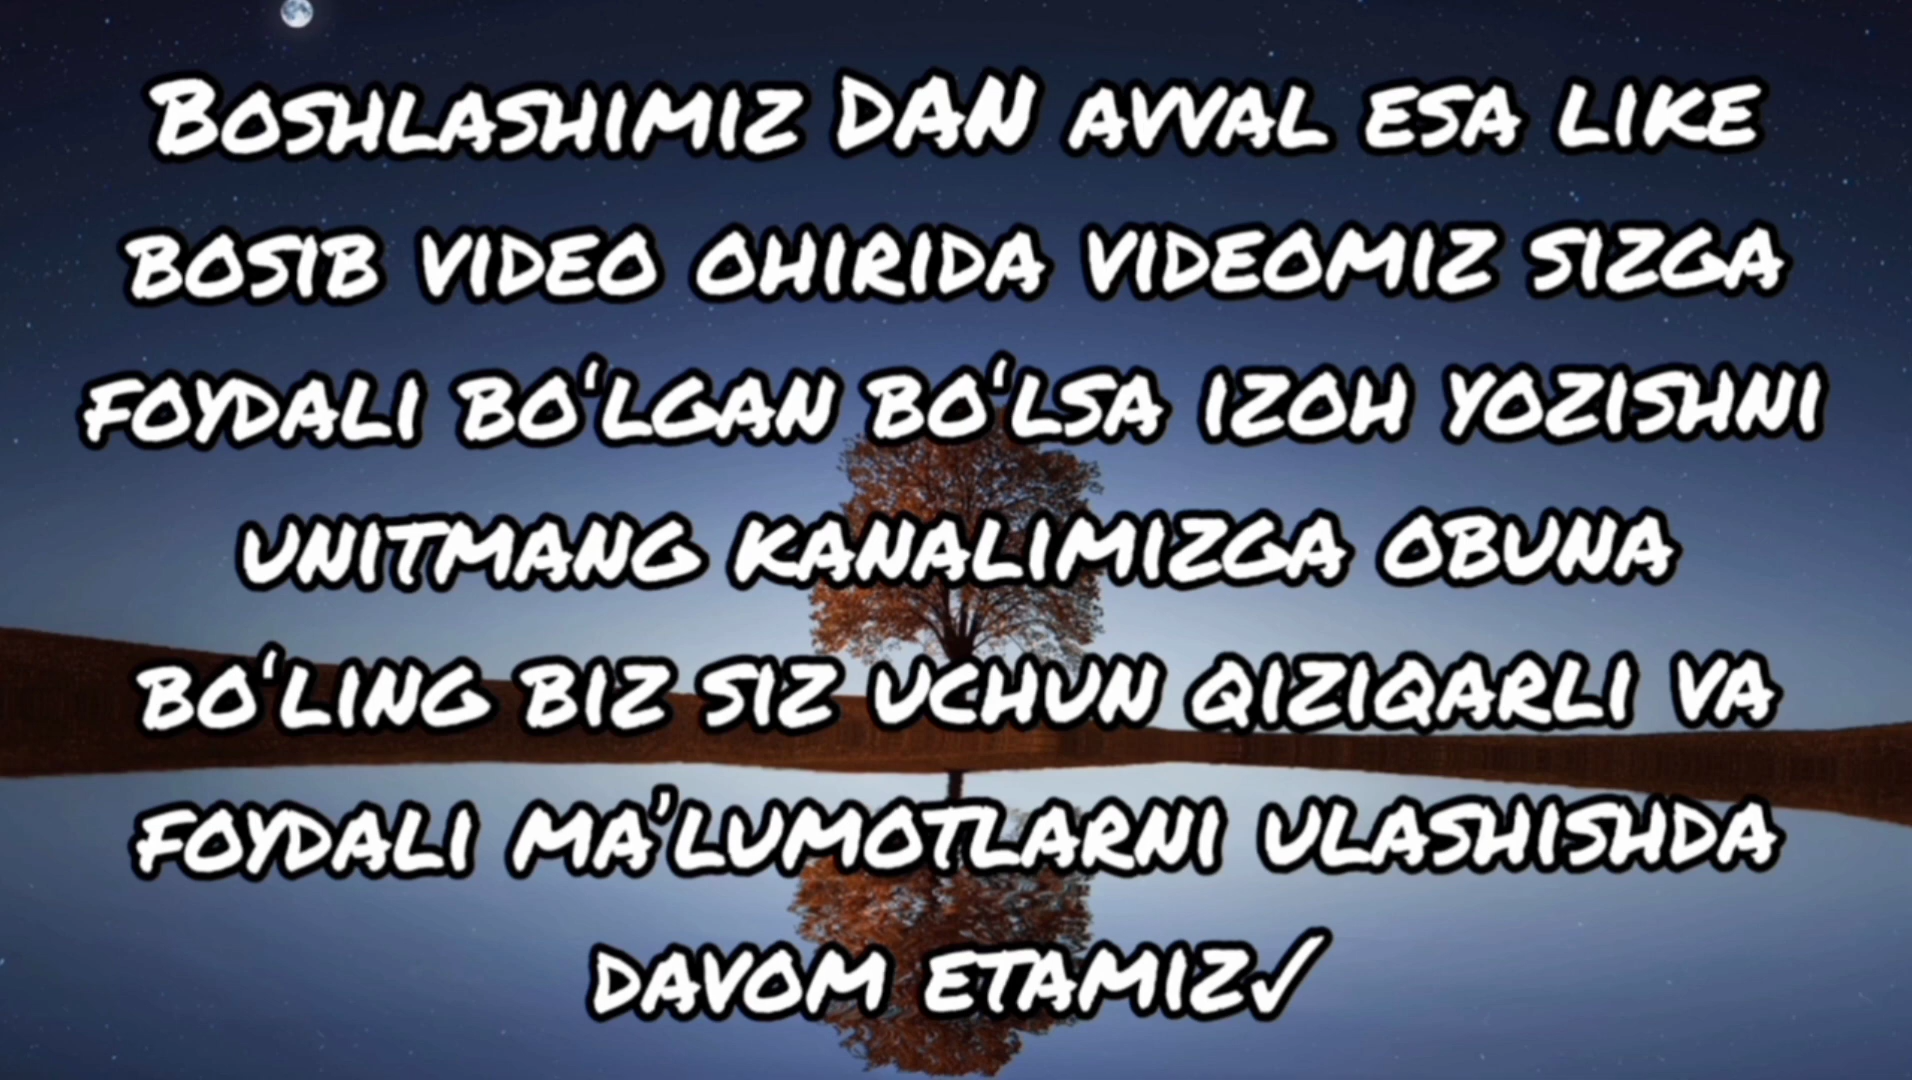 Boshlashimiz DAN avval esa like
bosib video ohirida videomiz sizga
foydali bo‘lgan bo‘lsa izoh yozishni
unitmang kanalimizga obuna
bo‘ling biz siz uchun qiziqarli va
foydali ma’lumotlarni ulashishda
davom etamiz✓